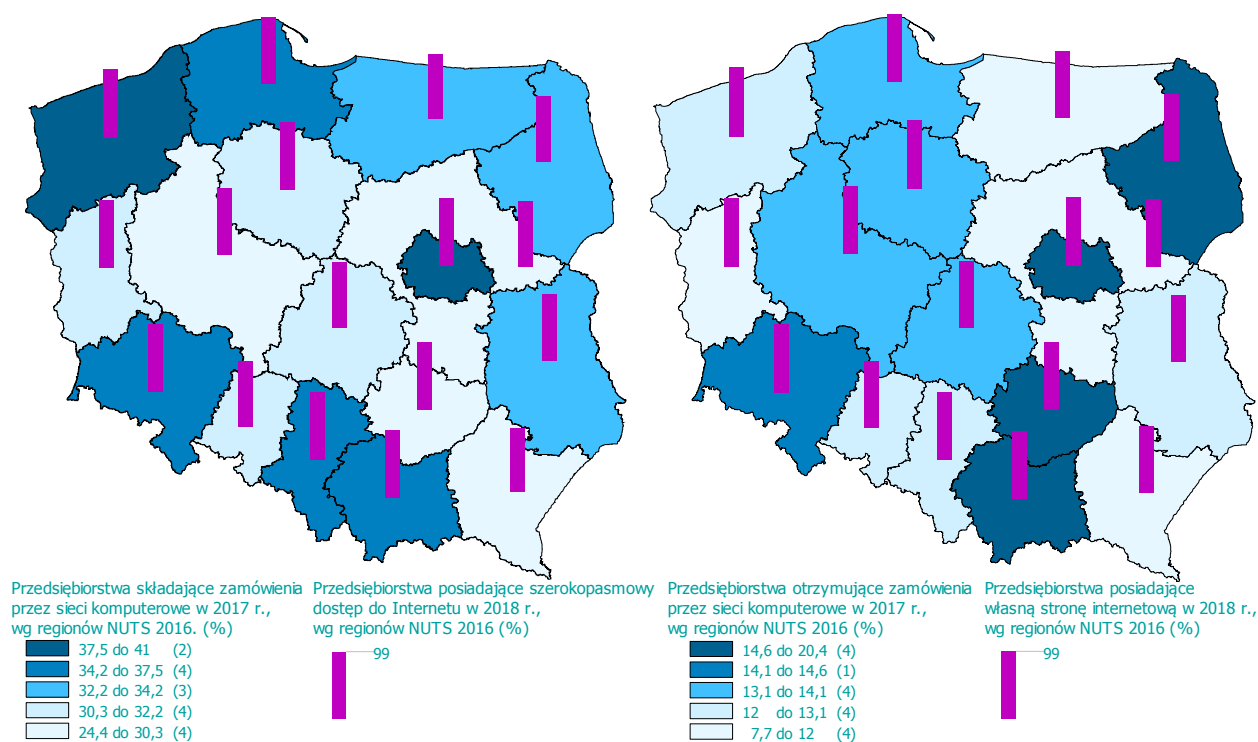 Przedsiębiorstwa składające zamówienia
przez sieci komputerowe w 2017 r.,
wg regionów NUTS 2016. (%)
37,5 do 41 (2)
34,2 do 37,5 (4)
32,2 do 34,2 (3)
30,3 do 32,2 (4)
24,4 do 30,3 (4)
Przedsiębiorstwa posiadające szerokopasmowy
dostęp do Internetu w 2018 r.,
wg regionów NUTS 2016 (%)
99
Przedsiębiorstwa otrzymujące zamówienia
przez sieci komputerowe w 2017 r.,
wg regionów NUTS 2016 (%)
14,6 do 20,4 (4)
14,1 do 14,6 (1)
13,1 do 14,1 (4)
12 do 13,1 (4)
7,7 do 12 (4)
Przedsiębiorstwa posiadające
własną stronę internetową w 2018 r.,
wg regionów NUTS 2016 (%)
99